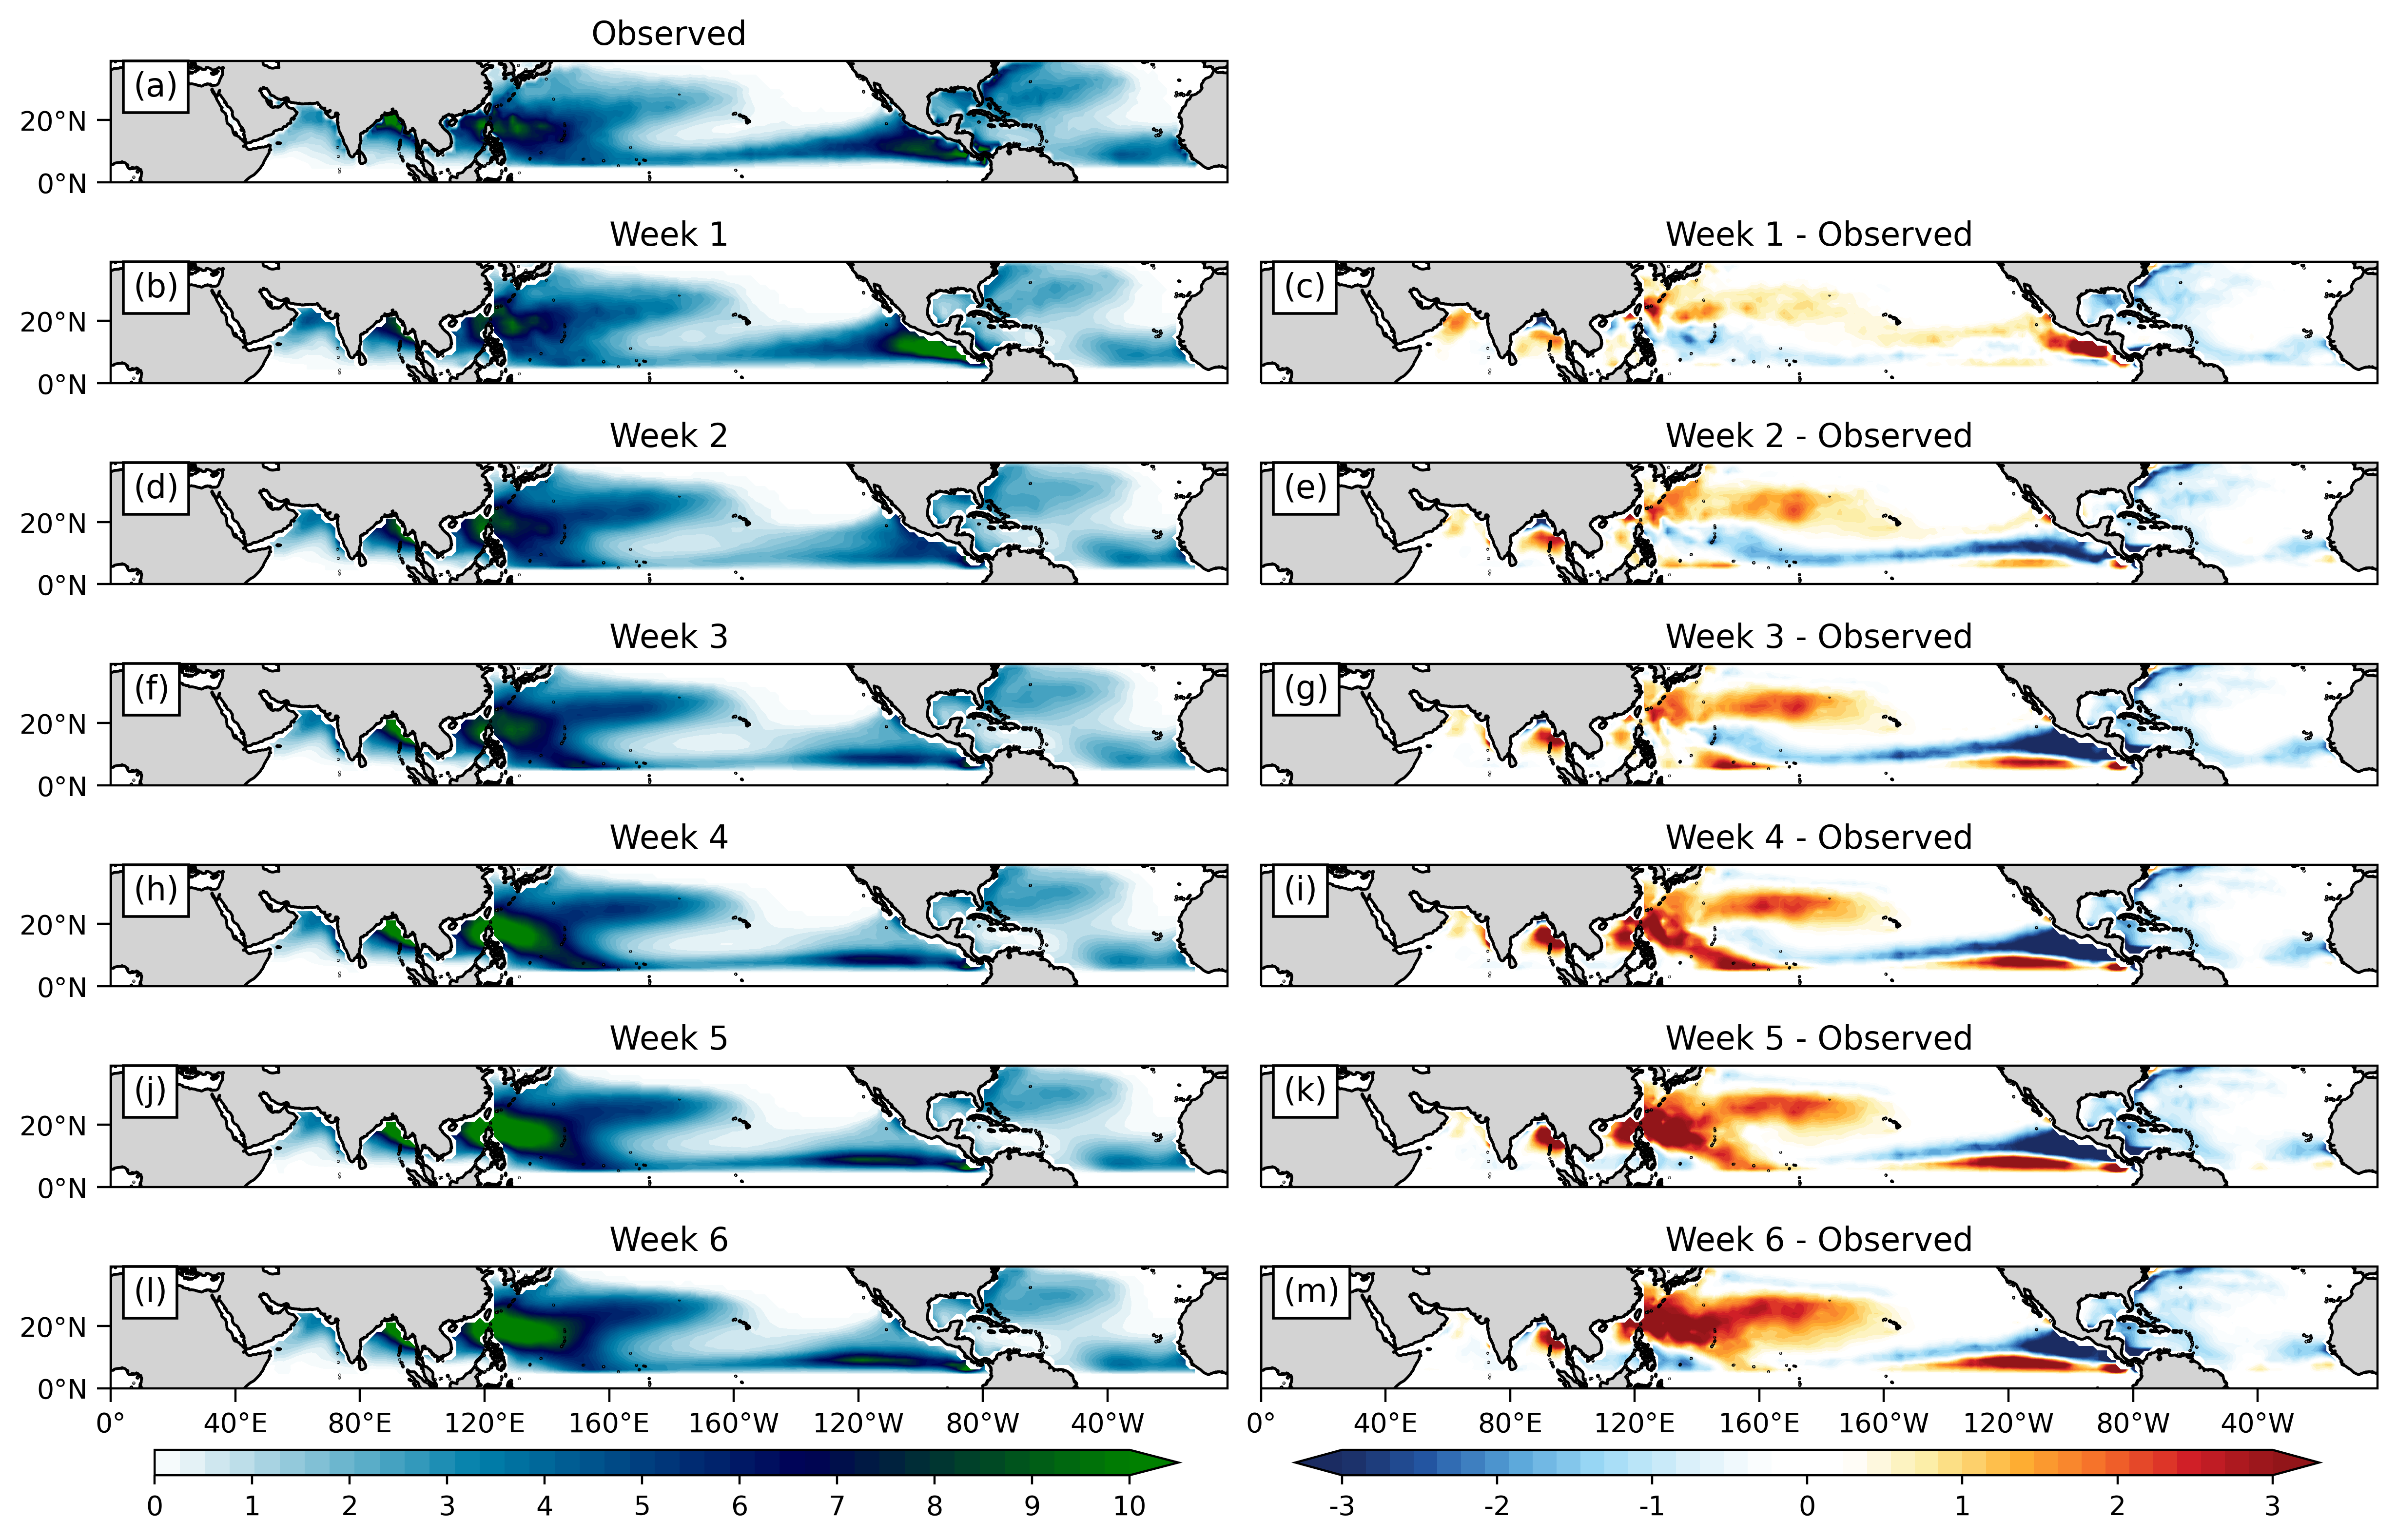 Observed
(a)
20°N
0°N
Week 1
Week 1 - Observed
(b)
(c)
20°N
0°N
Week 2
Week 2 - Observed
(d)
(e)
20°N
0°N
Week 3
Week 3 - Observed
(f)
(g)
20°N
0°N
Week 4
Week 4 - Observed
(h)
(i)
20°N
0°N
Week 5
Week 5 - Observed
(j)
(k)
20°N
0°N
Week 6
Week 6 - Observed
(l)
(m)
20°N
0°N
0° 40°E 80°E 120°E 160°E 160°W 120°W 80°W 40°W
0° 40°E 80°E 120°E 160°E 160°W 120°W 80°W 40°W
0 1 2 3 4 5 6 7 8 9 10
-3 -2 -1 0 1 2 3